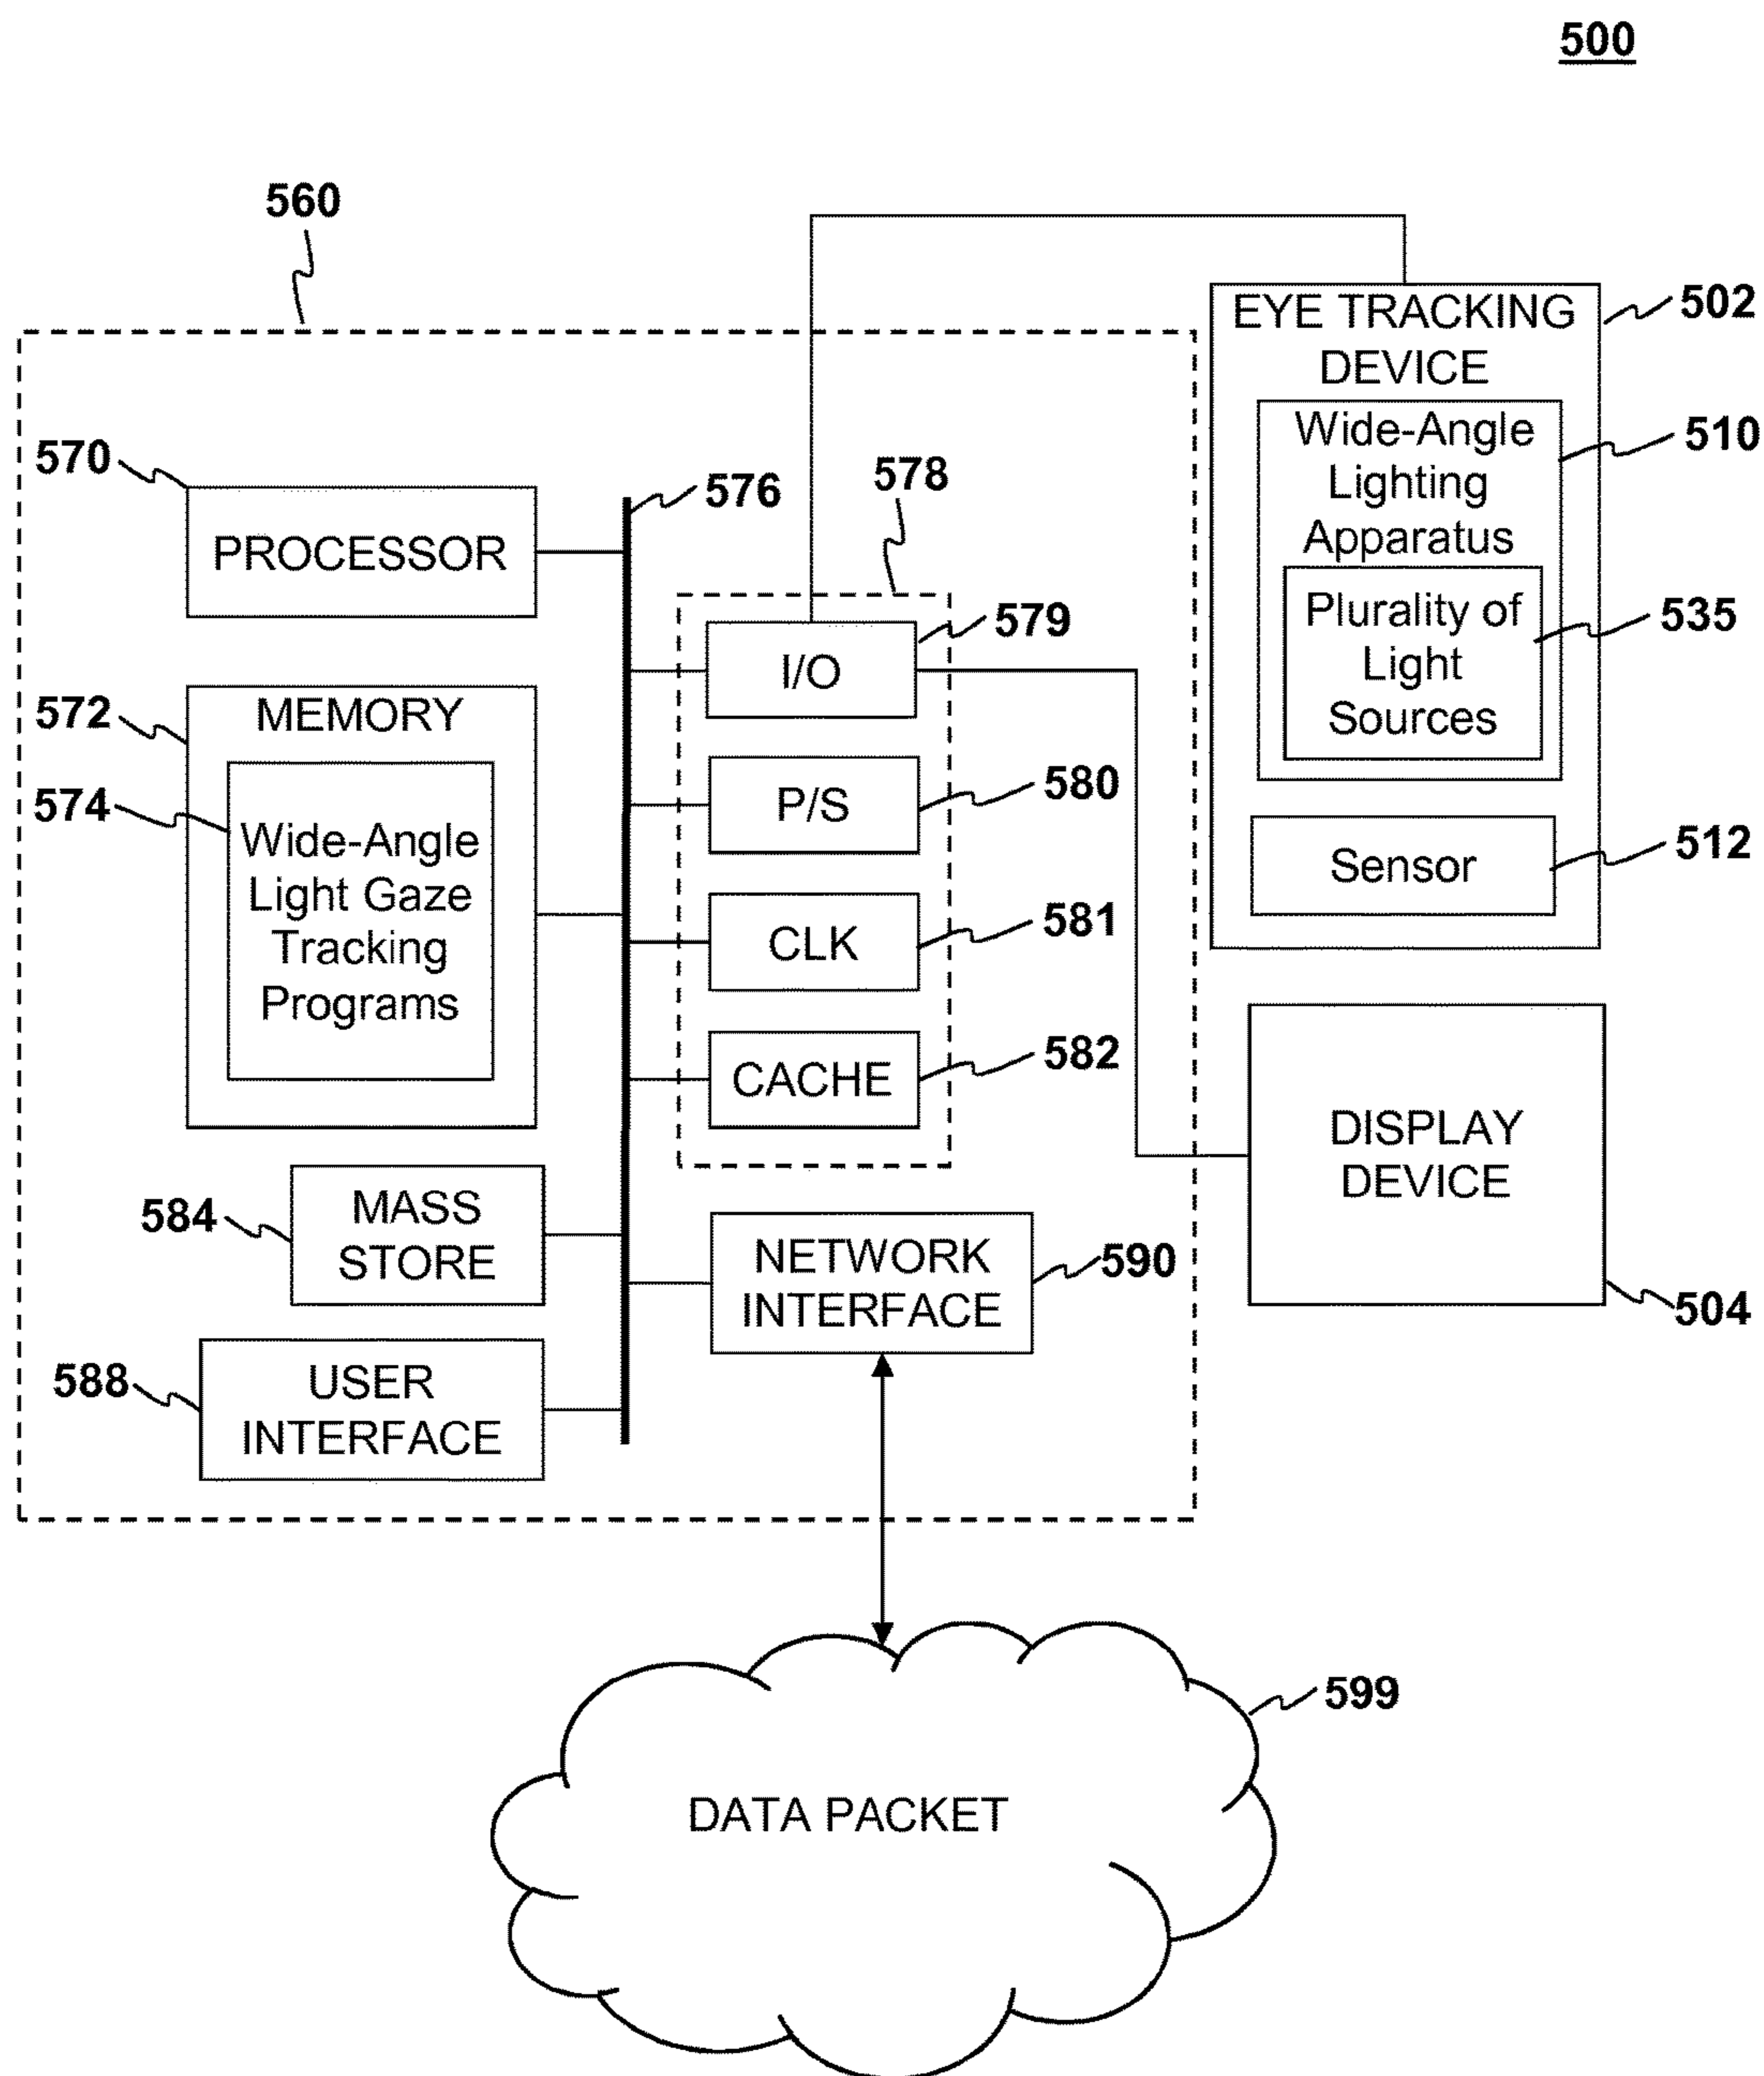 500
560
EYE TRACKING
DEVICE
502
Wide-Angle
Lighting
Apparatus
510
Plurality of
Light
Sources
535
Sensor
512
570
PROCESSOR
576
578
I/O
579
572
MEMORY
574
Wide-Angle
Light Gaze
Tracking
Programs
P/S
580
CLK
581
CACHE
582
DISPLAY
DEVICE
504
584
MASS
STORE
NETWORK
INTERFACE
590
588
USER
INTERFACE
599
DATA PACKET